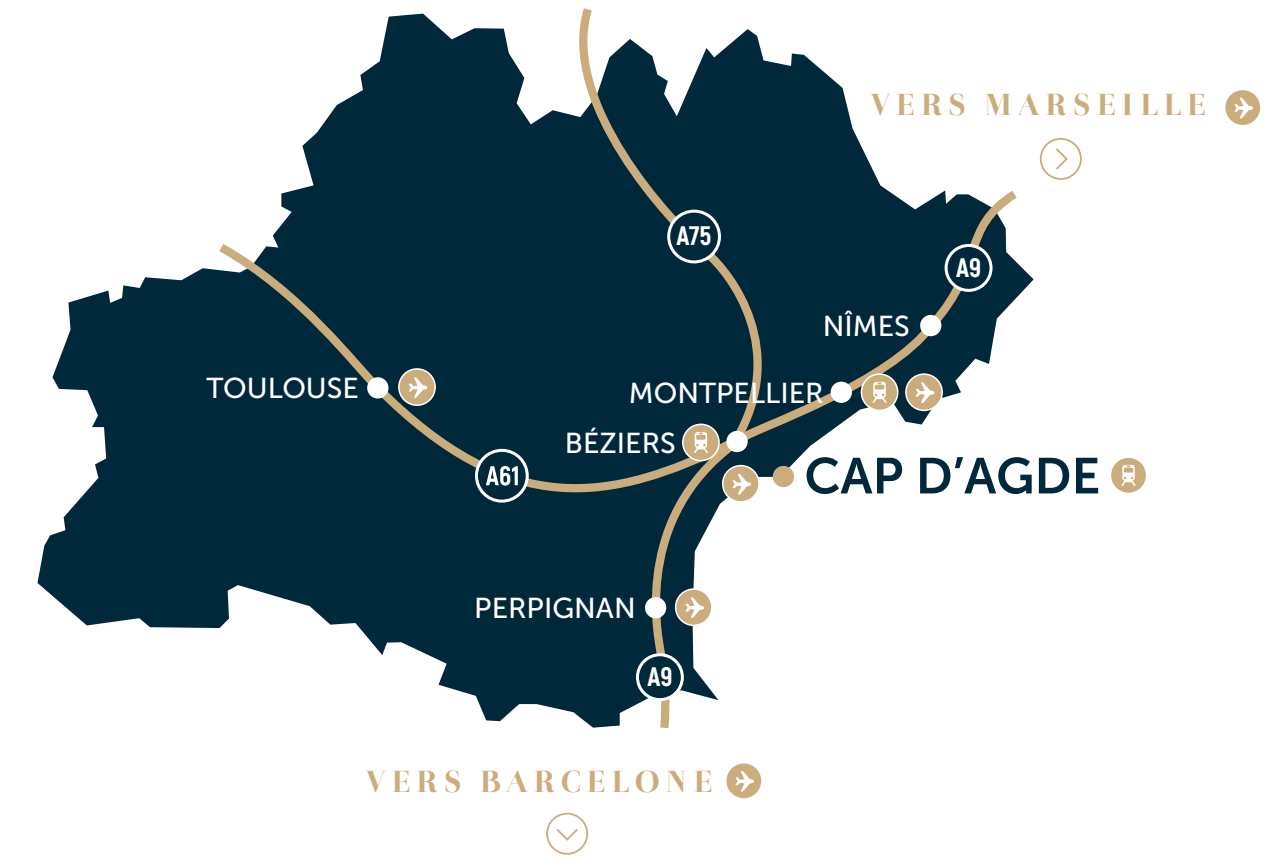 VERS MARSEILLE
A75
A9
NÎMES
TOULOUSE
MONTPELLIER
BÉZIERS
A61
CAP D’AGDE
PERPIGNAN
A9
VERS BARCELONE